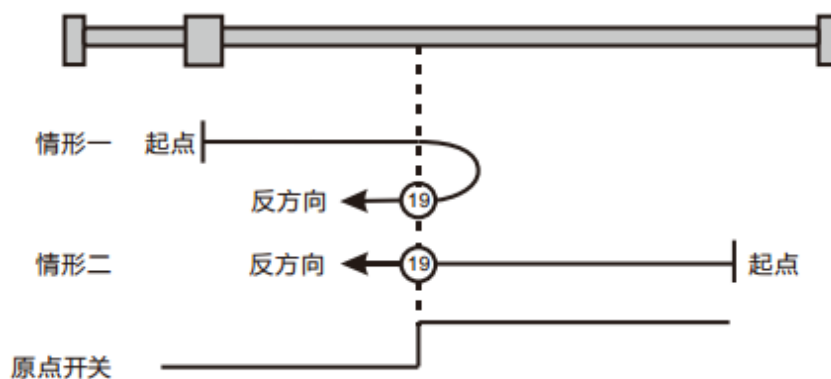 情形一 起点
反方向 19
情形二 反方向 19 起点
原点开关